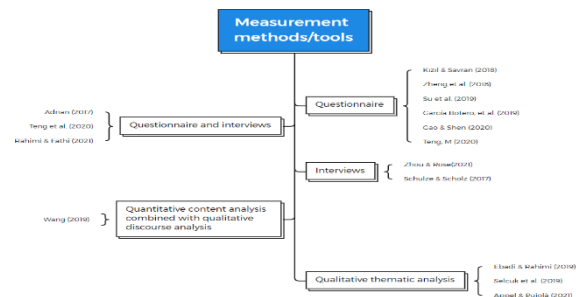 Measurement
methods/tools
Kizil & Savran (2018)
Zheng et al. (2018)
Su et al. (2019)
García Botero, et al. (2019)
Gao & Shen (2020)
Teng, M (2020)
Questionnaire
Adnan (2017)
Teng et al. (2020)
Rahimi & Fathi (2021)
Questionnaire and interviews
Interviews
Zhou & Rose(2021)
Schulze & Scholz (2017)
Wang (2019)
Quantitative content analysis
combined with qualitative
discourse analysis
Qualitative thematic analysis
Ebadi & Rahimi (2019)
Selcuk et al. (2019)
Appel & Pujolà (2021)